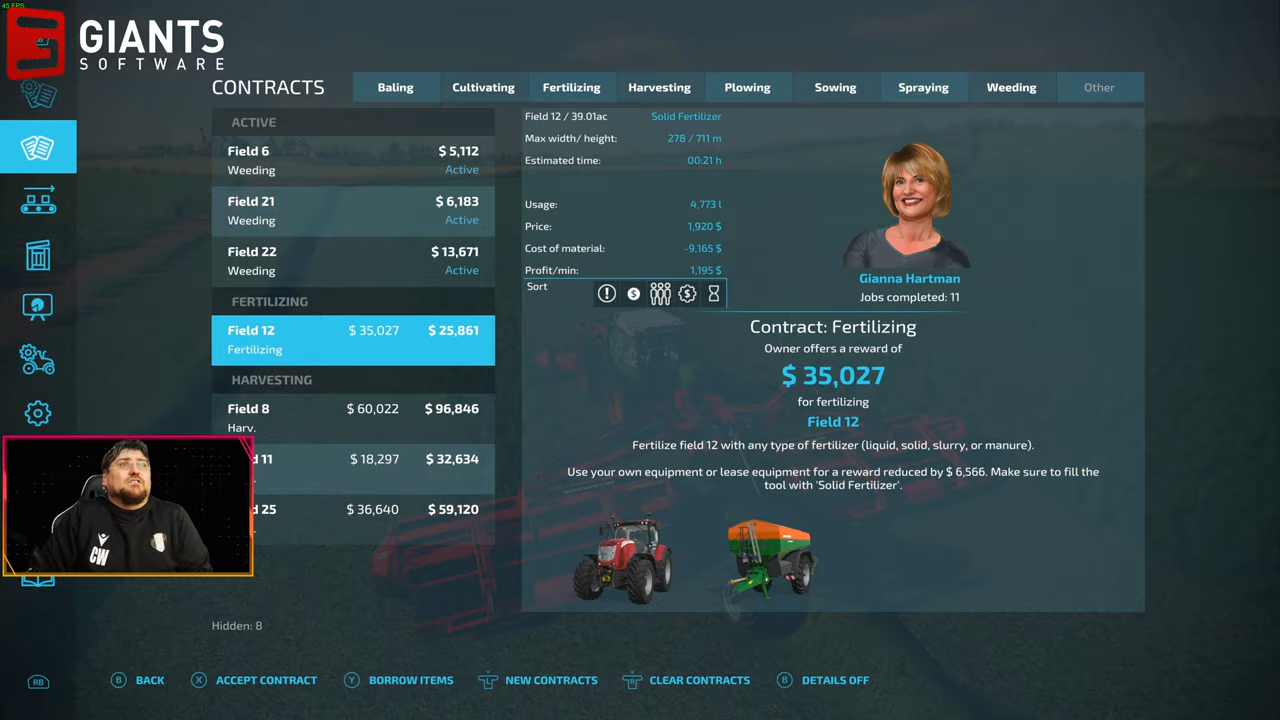 45 FPS
GIANTS
SOFTWARE
CONTRACTS Baling Cultivating Fertilizing Harvesting Plowing Sowing Spraying Weeding Other
ACTIVE
Field 6 $ 5,112
Weeding Active
Field 21 $ 6,183
Weeding Active
Field 22 $ 13,671
Weeding Active
FERTILIZING
Field 12 $ 35,027 $ 25,861
Fertilizing
HARVESTING
Field 8 $ 60,022 $ 96,846
Harv.
d 11 $ 18,297 $ 32,634
d 25 $ 36,640 $ 59,120
Hidden: 8
Field 12 / 39.01ac Solid Fertilizer
Max width/ height: 278 / 711 m
Estimated time: 00:21 h
Usage: 4,773 l
Price: 1,920 $
Cost of material: -9,165 $
Profit/min: 1,195 $
Sort
Gianna Hartman
Jobs completed: 11
Contract: Fertilizing
Owner offers a reward of
$ 35,027
for fertilizing
Field 12
Fertilize field 12 with any type of fertilizer (liquid, solid, slurry, or manure).
Use your own equipment or lease equipment for a reward reduced by $ 6,566. Make sure to fill the
tool with 'Solid Fertilizer'.
CW
RB B BACK X ACCEPT CONTRACT Y BORROW ITEMS L NEW CONTRACTS R CLEAR CONTRACTS B DETAILS OFF